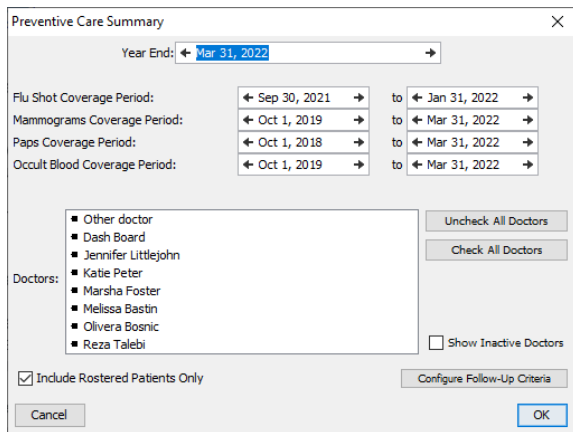 Preventive Care Summary
Year End: Mar 31, 2022
Flu Shot Coverage Period: Sep 30, 2021 to Jan 31, 2022
Mammograms Coverage Period: Oct 1, 2019 to Mar 31, 2022
Paps Coverage Period: Oct 1, 2018 to Mar 31, 2022
Occult Blood Coverage Period: Oct 1, 2019 to Mar 31, 2022
Doctors:
Other doctor
Dash Board
Jennifer Littlejohn
Katie Peter
Marsha Foster
Melissa Bastin
Olivera Bosnic
Reza Talebi
Uncheck All Doctors
Check All Doctors
Show Inactive Doctors
Include Rostered Patients Only
Configure Follow-Up Criteria
Cancel
OK